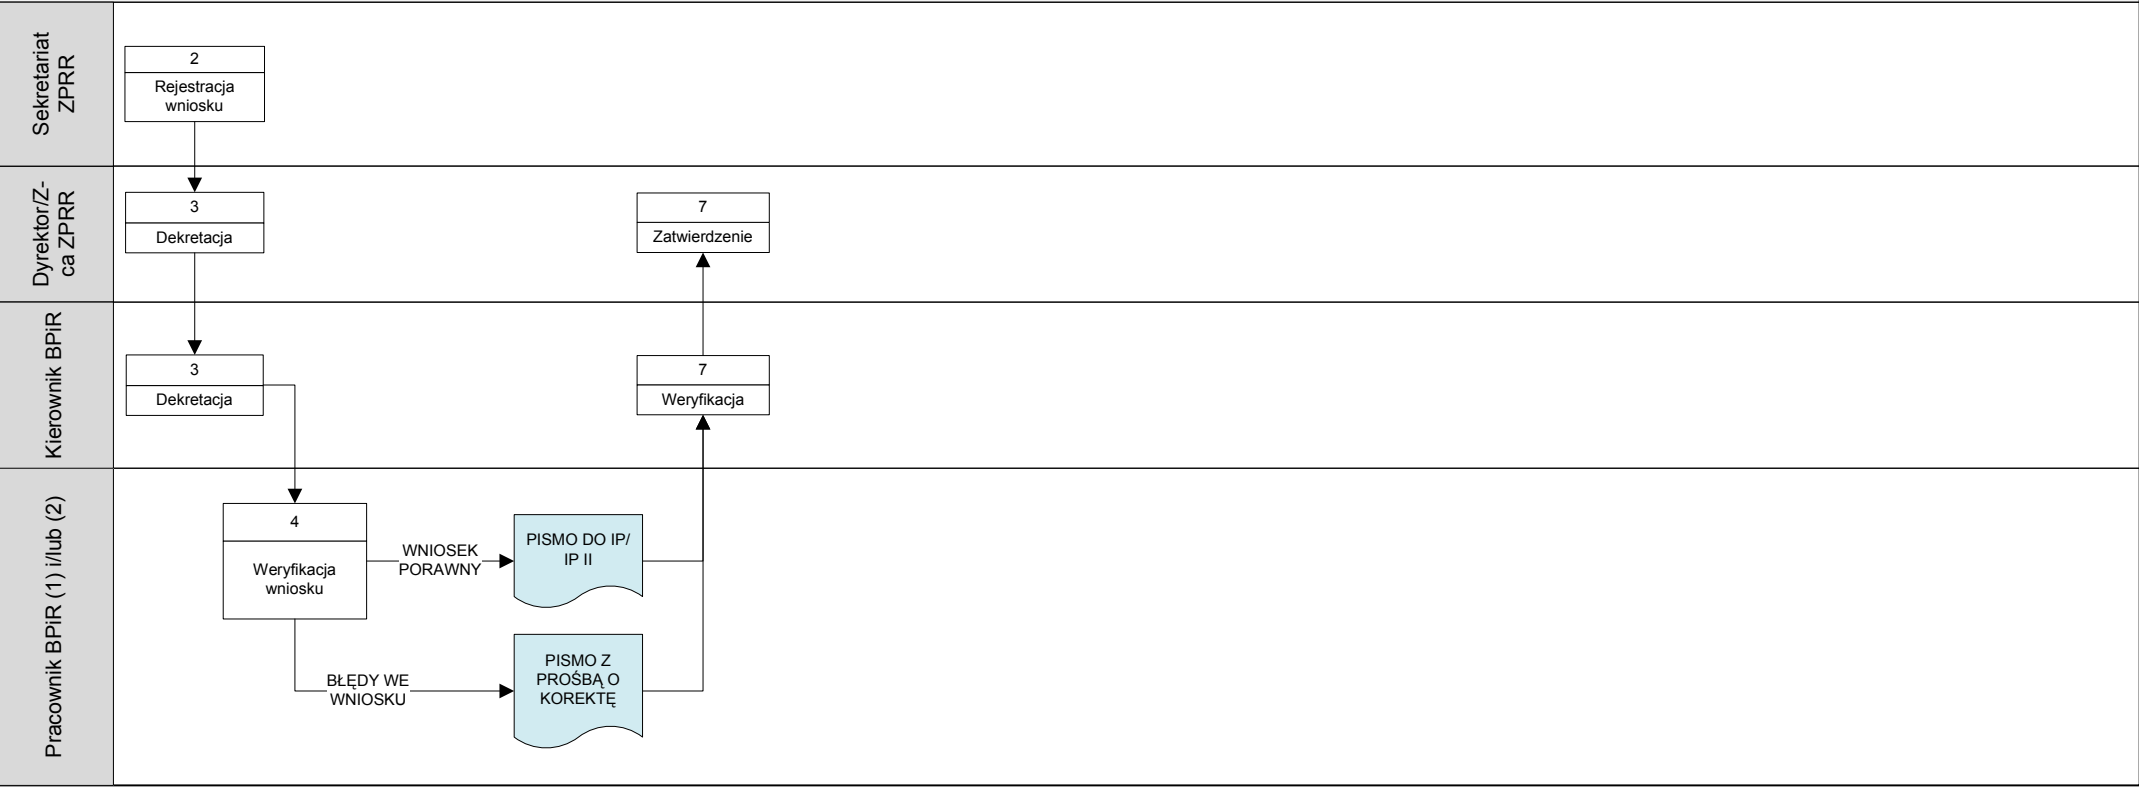 Sekretariat
ZPRR
2
Rejestracja
wniosku
Dyrektor/Z-
ca ZPRR
3
Dekretacja
7
Zatwierdzenie
Kierownik BPiR
3
Dekretacja
7
Weryfikacja
Pracownik BPiR (1) i/lub (2)
4
Weryfikacja
wniosku
WNIOSEK
PORAWNY
PISMO DO IP/
IP II
BŁĘDY WE
WNIOSKU
PISMO Z
PROŚBĄ O
KOREKTĘ